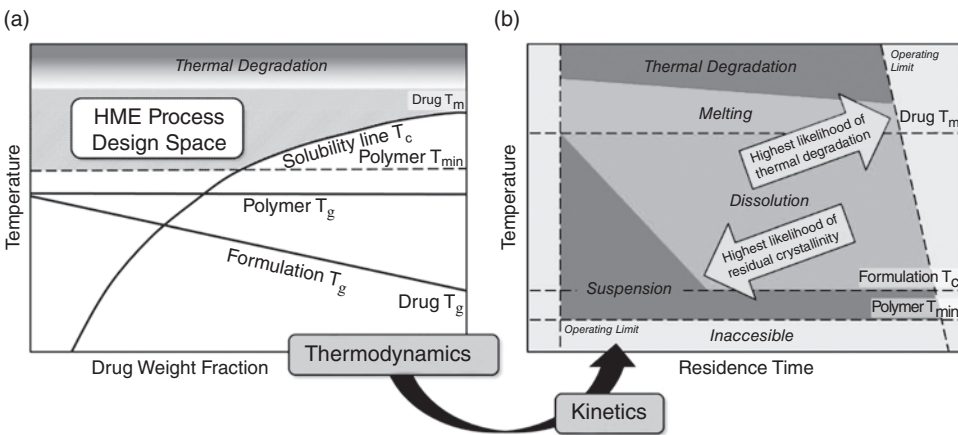 (a)
Thermal Degradation
HME Process
Design Space
Drug Tm
Solubility line Tc
Polymer Tmin
Polymer Tg
Formulation Tg
Drug Tg
Temperature
Drug Weight Fraction
Thermodynamics
Kinetics
(b)
Operating
Limit
Thermal Degradation
Melting
Drug Tm
Highest likelihood of
thermal degradation
Dissolution
Highest likelihood of
residual crystallinity
Suspension
Formulation Tc
Polymer Tmin
Operating Limit
Inaccesible
Temperature
Residence Time